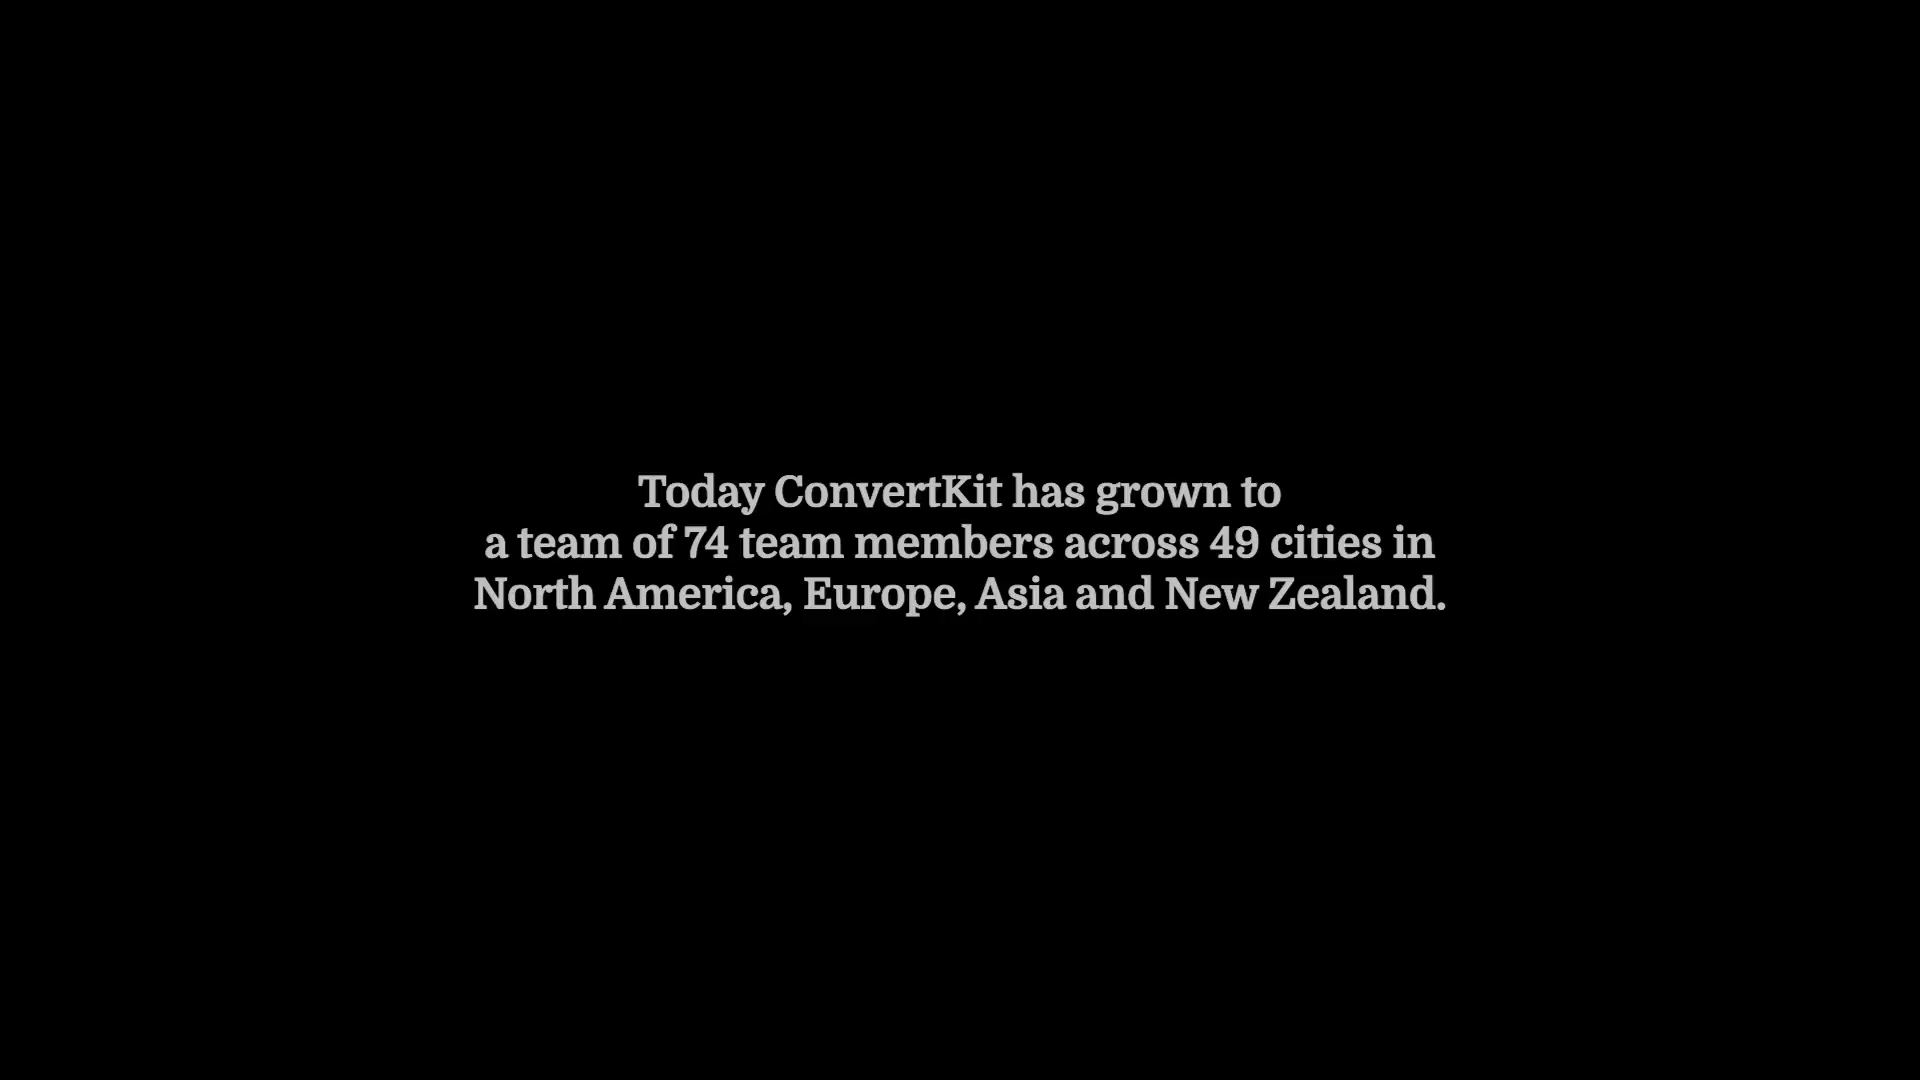 Today ConvertKit has grown to
a team of 74 team members across 49 cities in
North America, Europe, Asia and New Zealand.